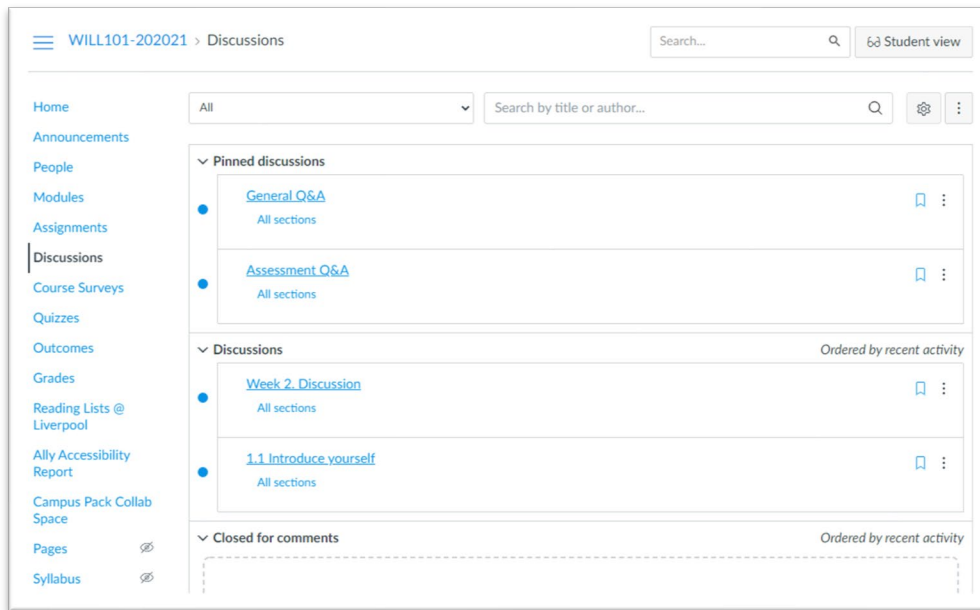 WILL101-202021 > Discussions
Search...
Student view
Home
Announcements
People
Modules
Assignments
Discussions
Course Surveys
Quizzes
Outcomes
Grades
Reading Lists @
Liverpool
Ally Accessibility
Report
Campus Pack Collab
Space
Pages
Syllabus
All
Search by title or author...
Pinned discussions
General Q&A
All sections
Assessment Q&A
All sections
Discussions
Ordered by recent activity
Week 2. Discussion
All sections
1.1 Introduce yourself
All sections
Closed for comments
Ordered by recent activity